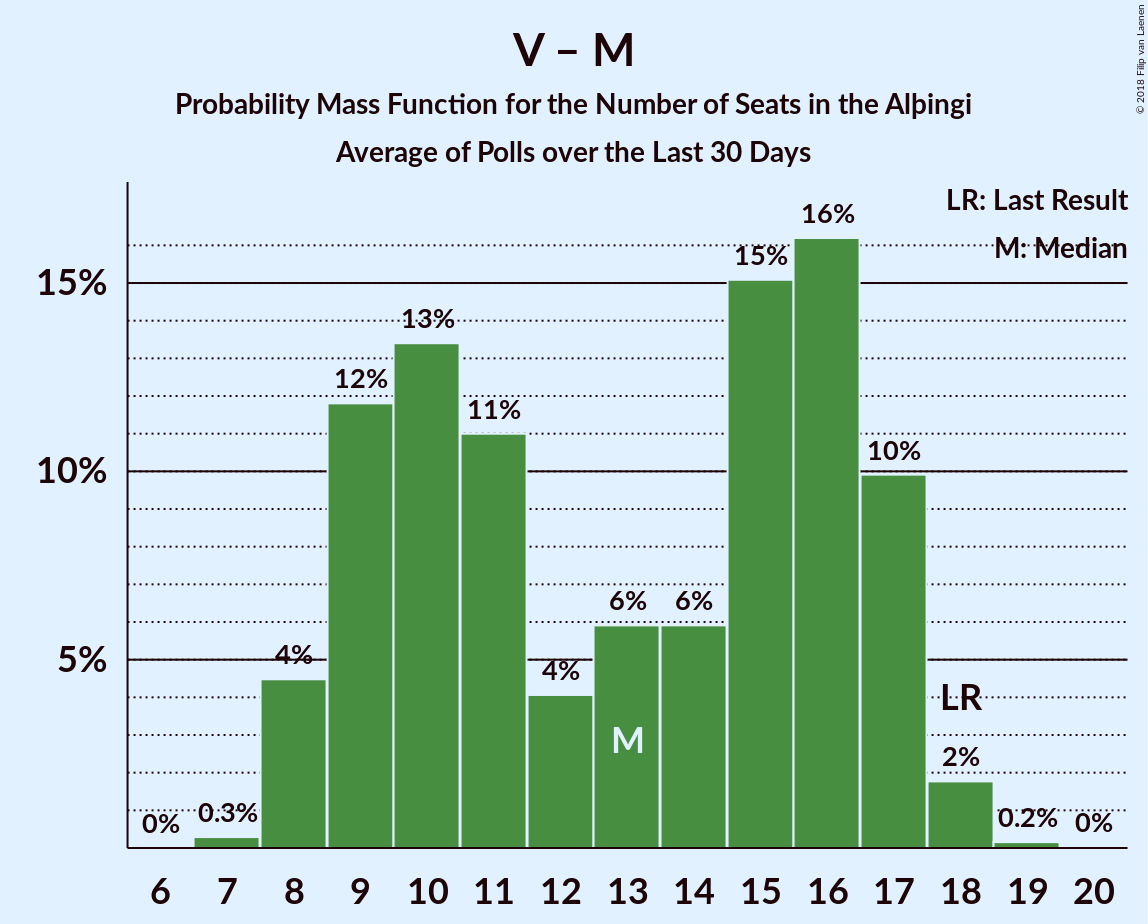 V – M
Probability Mass Function for the Number of Seats in the Alþingi
Average of Polls over the Last 30 Days
© 2018 Filip van Laenen
LR: Last Result
M: Median
15%
10%
5%
0%
0.3%
4%
12%
13%
11%
4%
6%
6%
15%
16%
10%
2%
0.2%
0%
M
LR
6 7 8 9 10 11 12 13 14 15 16 17 18 19 20